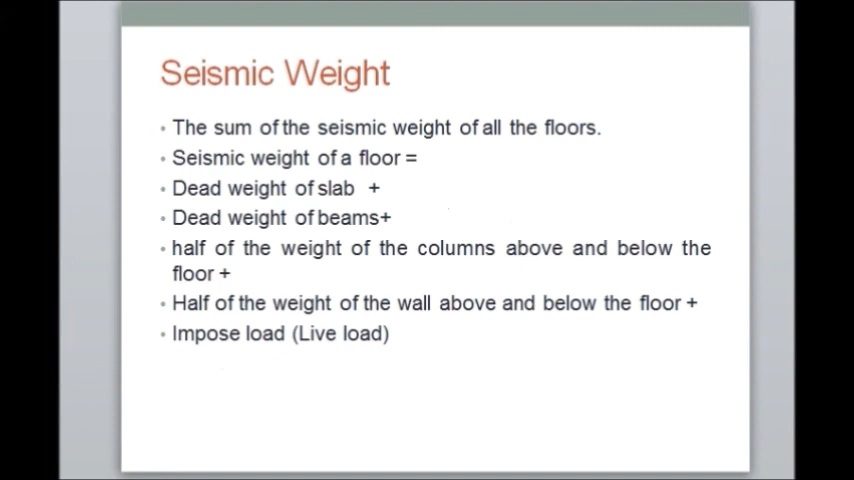 Seismic Weight
• The sum of the seismic weight of all the floors.
• Seismic weight of a floor =
• Dead weight of slab +
• Dead weight of beams+
• half of the weight of the columns above and below the
floor +
• Half of the weight of the wall above and below the floor +
• Impose load (Live load)